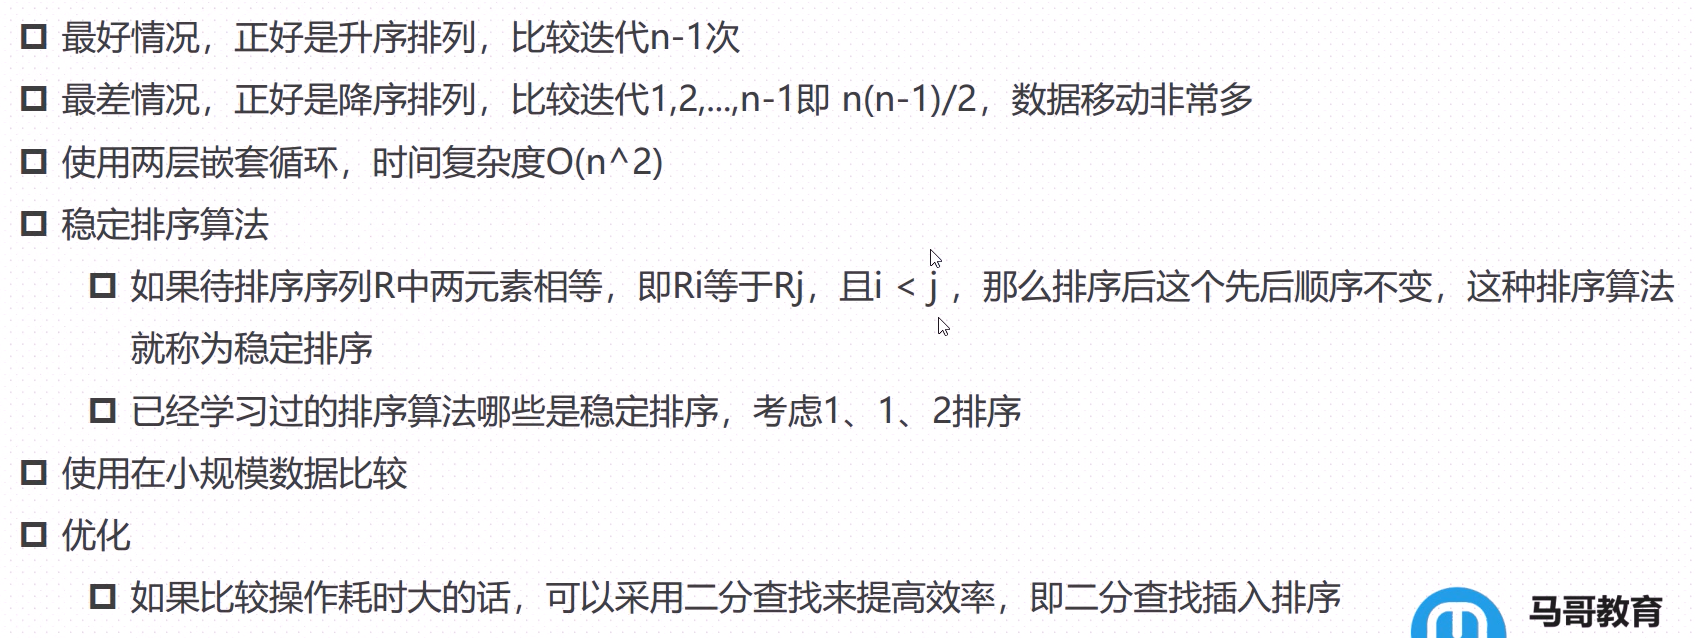 最好情况，正好是升序排列，比较迭代n-1次
最差情况，正好是降序排列，比较迭代1,2,...,n-1即 n(n-1)/2，数据移动非常多
使用两层嵌套循环，时间复杂度O(n^2)
稳定排序算法
如果待排序序列R中两元素相等，即Ri等于Rj，且i < j ，那么排序后这个先后顺序不变，这种排序算法
就称为稳定排序
已经学习过的排序算法哪些是稳定排序，考虑1、1、2排序
使用在小规模数据比较
优化
如果比较操作耗时大的话，可以采用二分查找来提高效率，即二分查找插入排序
马哥教育